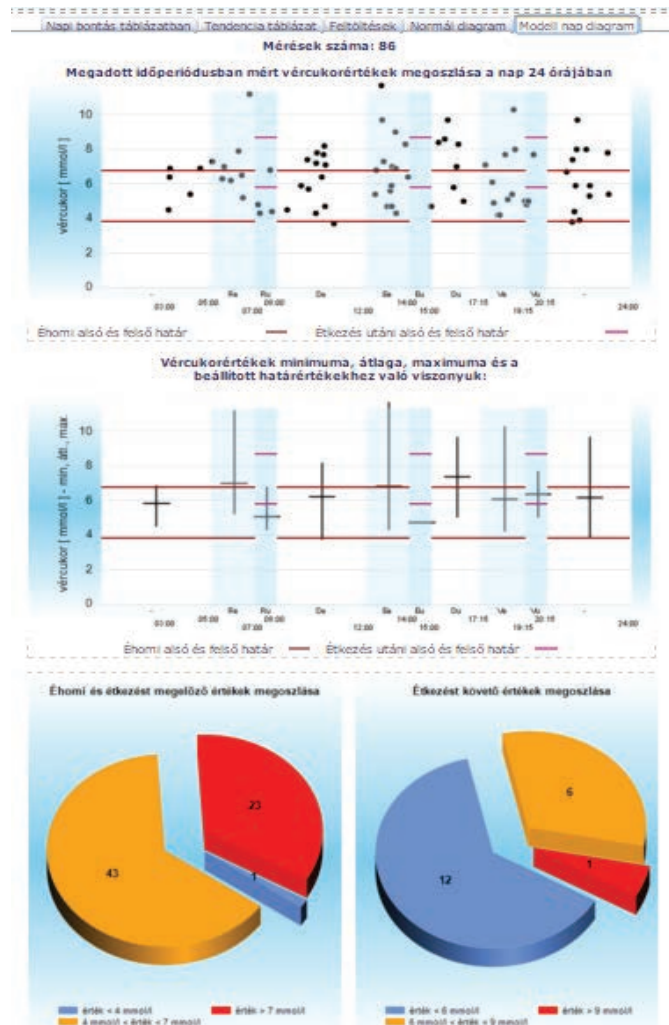 Napi bontás táblázatban Tendencia táblázat Feltöltések Normál diagram Modell nap diagram
Mérések száma: 86
Megadott időperiódusban mért vércukorértékek megoszlása a nap 24 órájában
vércukor [ mmol/l ]
10
8
6
4
2
0
- Re Ru De Be Eu Du Ve Vu -
03:00 05:00 07:00 08:00 12:00 14:00 15:00 17:15 19:15 20:15 24:00
Éhomi alsó és felső határ Étkezés utáni alsó és felső határ
Vércukorértékek minimuma, átlaga, maximuma és a
beállított határértékekhez való viszonyuk:
vércukor [ mmol/l ] - min, átl., max.
10
8
6
4
2
0
- Re Ru De Be Eu Du Ve Vu -
03:00 05:00 07:00 08:00 12:00 14:00 15:00 17:15 19:15 20:15 24:00
Éhomi alsó és felső határ Étkezés utáni alsó és felső határ
Éhomi és étkezést megelőző értékek megoszlása
23
43
1
érték < 4 mmol/l érték > 7 mmol/l
4 mmol/l < érték < 7 mmol/l
Étkezést követő értékek megoszlása
6
1
12
érték < 6 mmol/l érték > 9 mmol/l
6 mmol/l < érték < 9 mmol/l